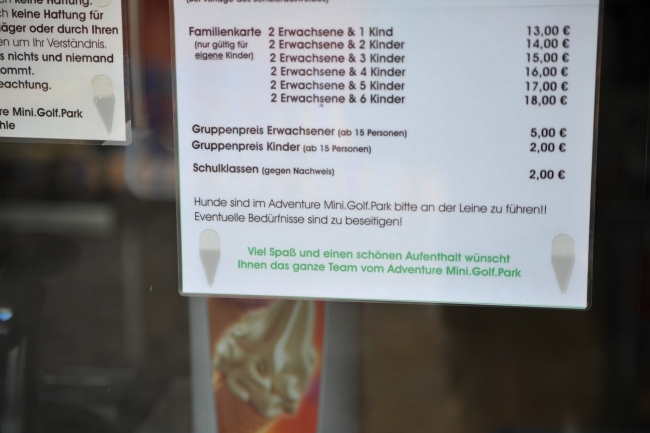 keine Haftung.
h keine Haftung für
äger oder durch Ihren
en um Ihr Verständnis.
s nichts und niemand
ommt.
eachtung.
re Mini.Golf.Park
hle
Familienkarte 2 Erwachsene & 1 Kind 13,00 €
(nur gültig für 2 Erwachsene & 2 Kinder 14,00 €
eigene Kinder) 2 Erwachsene & 3 Kinder 15,00 €
2 Erwachsene & 4 Kinder 16,00 €
2 Erwachsene & 5 Kinder 17,00 €
2 Erwachsene & 6 Kinder 18,00 €
Gruppenpreis Erwachsener (ab 15 Personen) 5,00 €
Gruppenpreis Kinder (ab 15 Personen) 2,00 €
Schulklassen (gegen Nachweis) 2,00 €
Hunde sind im Adventure Mini.Golf.Park bitte an der Leine zu führen!!
Eventuelle Bedürfnisse sind zu beseitigen!
Viel Spaß und einen schönen Aufenthalt wünscht
Ihnen das ganze Team vom Adventure Mini.Golf.Park